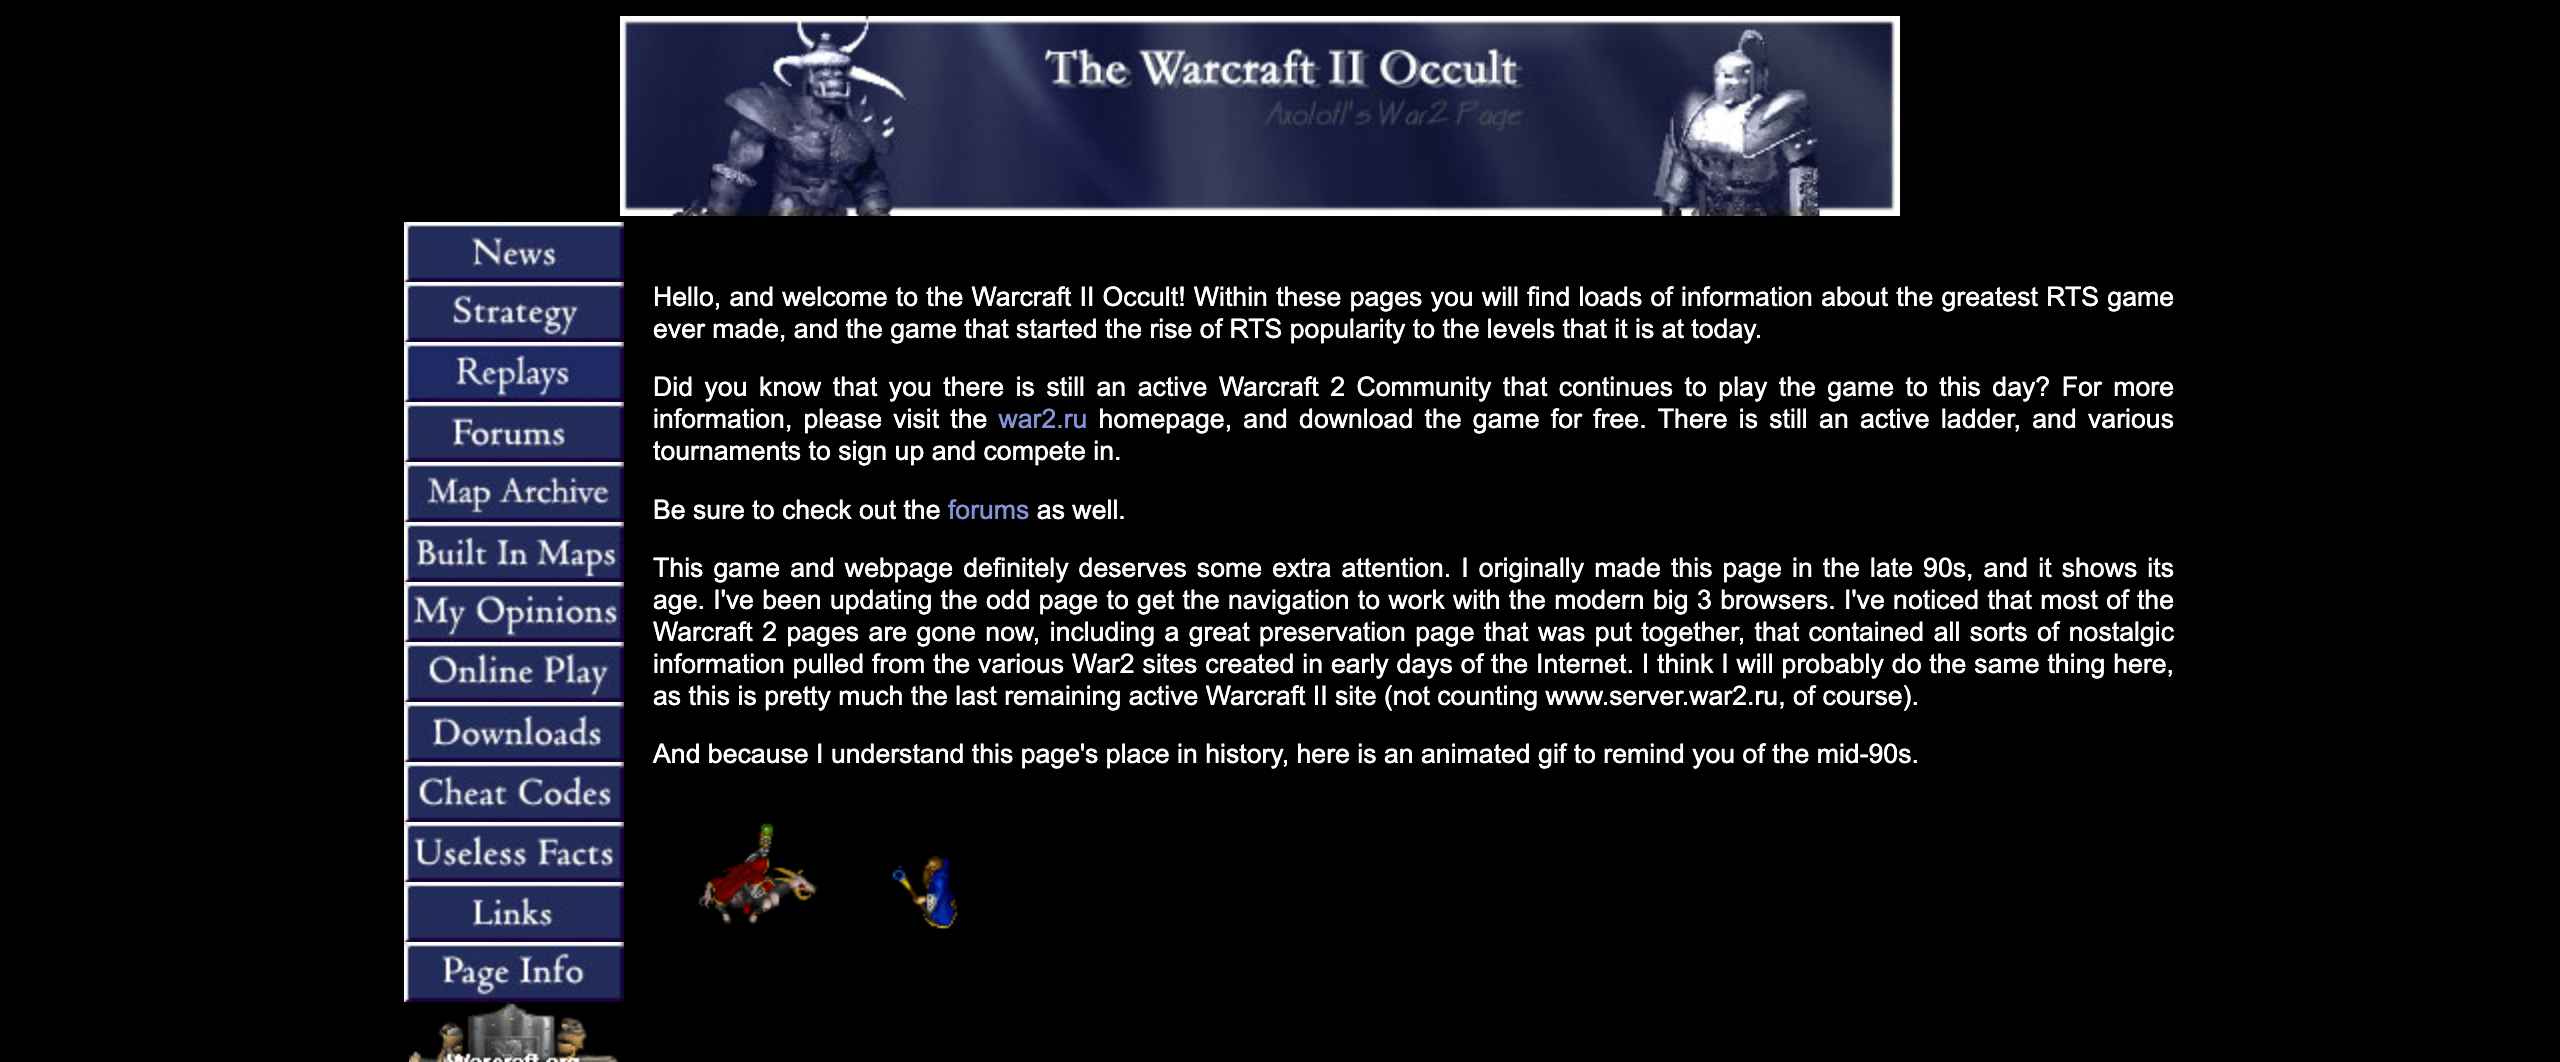 The Warcraft II Occult
Axolotl's War2 Page
News
Strategy
Replays
Forums
Map Archive
Built In Maps
My Opinions
Online Play
Downloads
Cheat Codes
Useless Facts
Links
Page Info
Warcraft.org
Hello, and welcome to the Warcraft II Occult! Within these pages you will find loads of information about the greatest RTS game
ever made, and the game that started the rise of RTS popularity to the levels that it is at today.
Did you know that you there is still an active Warcraft 2 Community that continues to play the game to this day? For more
information, please visit the war2.ru homepage, and download the game for free. There is still an active ladder, and various
tournaments to sign up and compete in.
Be sure to check out the forums as well.
This game and webpage definitely deserves some extra attention. I originally made this page in the late 90s, and it shows its
age. I've been updating the odd page to get the navigation to work with the modern big 3 browsers. I've noticed that most of the
Warcraft 2 pages are gone now, including a great preservation page that was put together, that contained all sorts of nostalgic
information pulled from the various War2 sites created in early days of the Internet. I think I will probably do the same thing here,
as this is pretty much the last remaining active Warcraft II site (not counting www.server.war2.ru, of course).
And because I understand this page's place in history, here is an animated gif to remind you of the mid-90s.